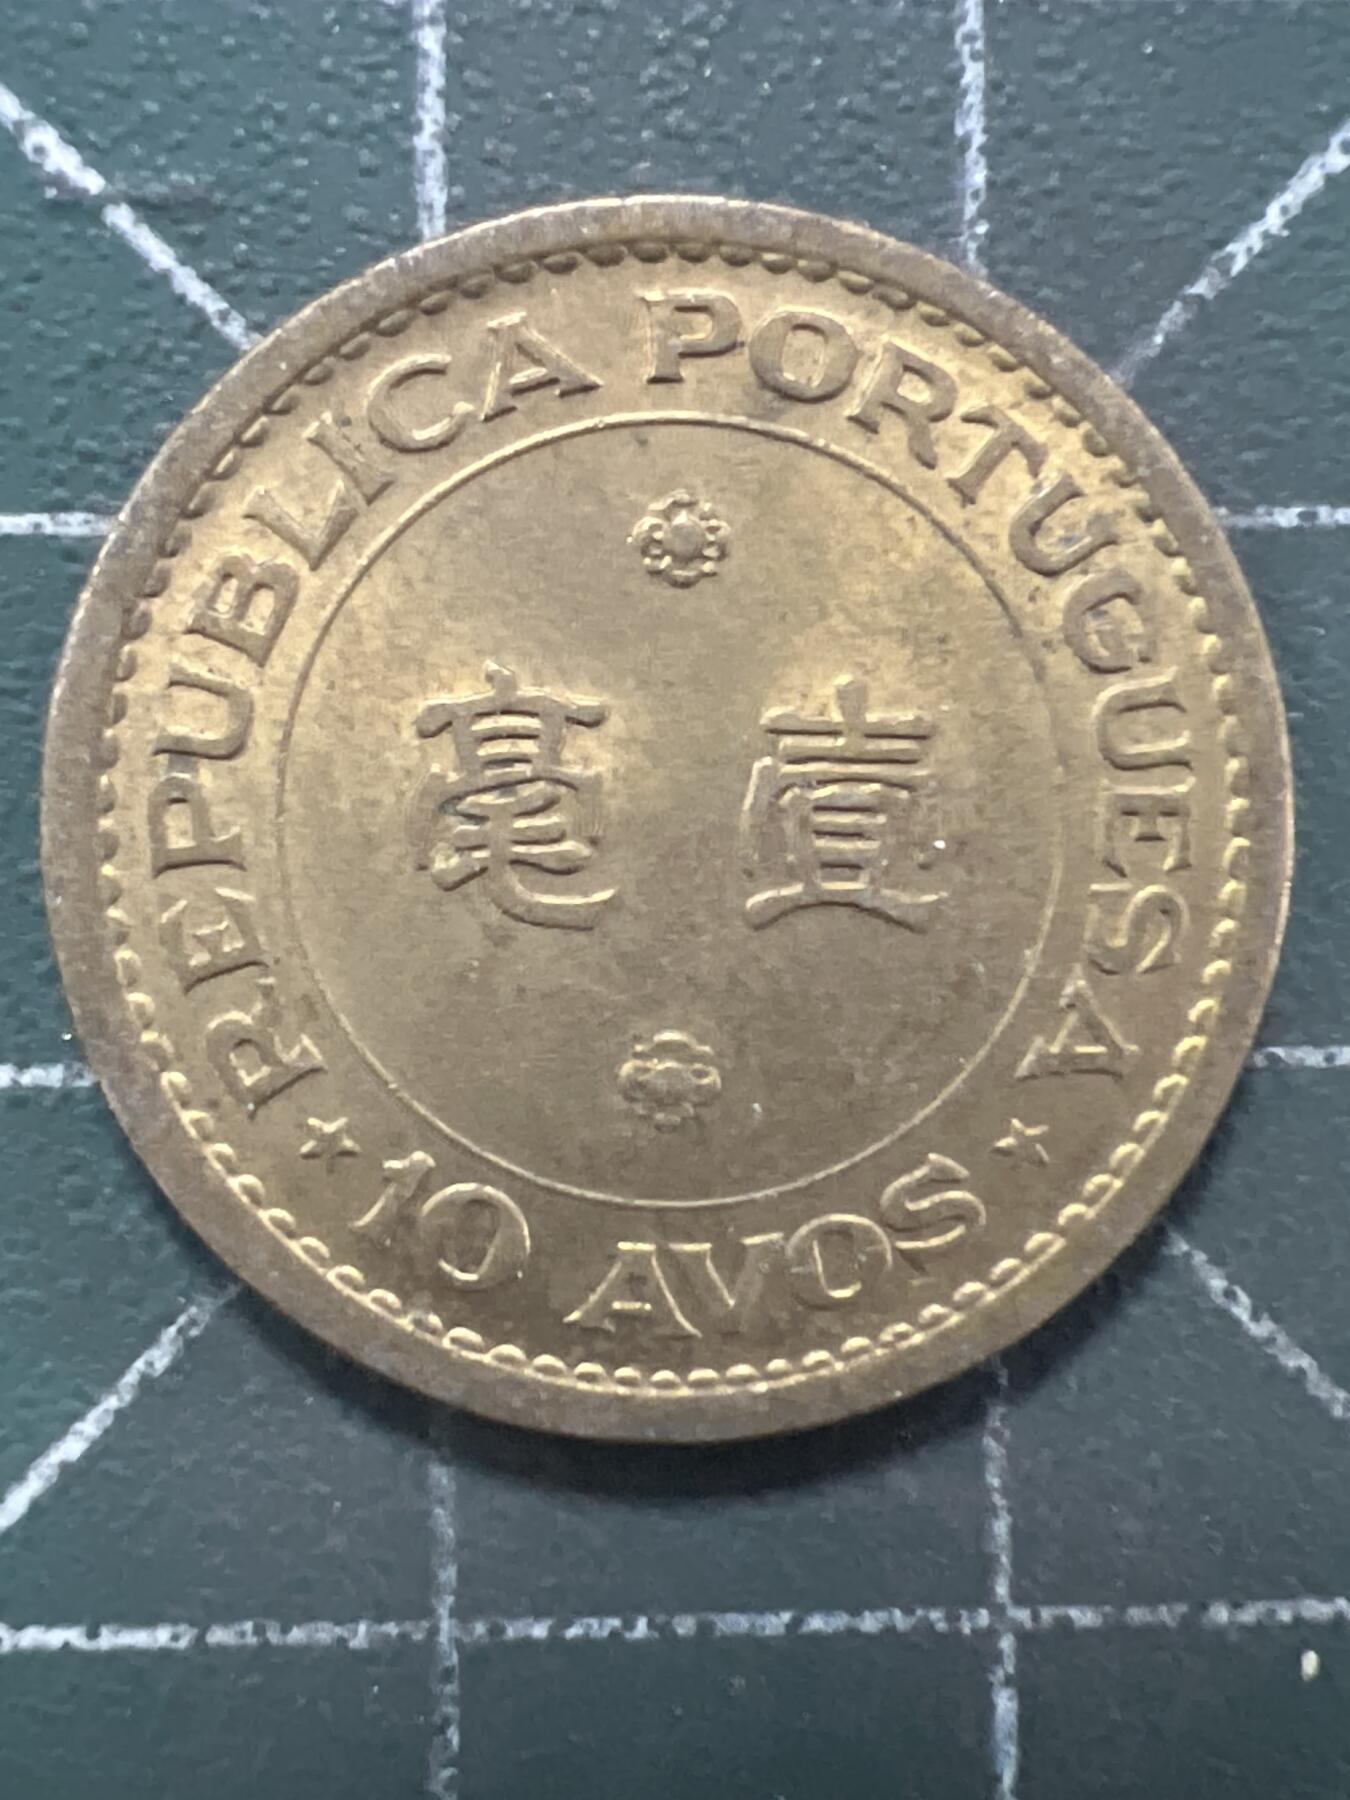 REPUBLICA PORTUGUESA
毫 壹
10 AVOS